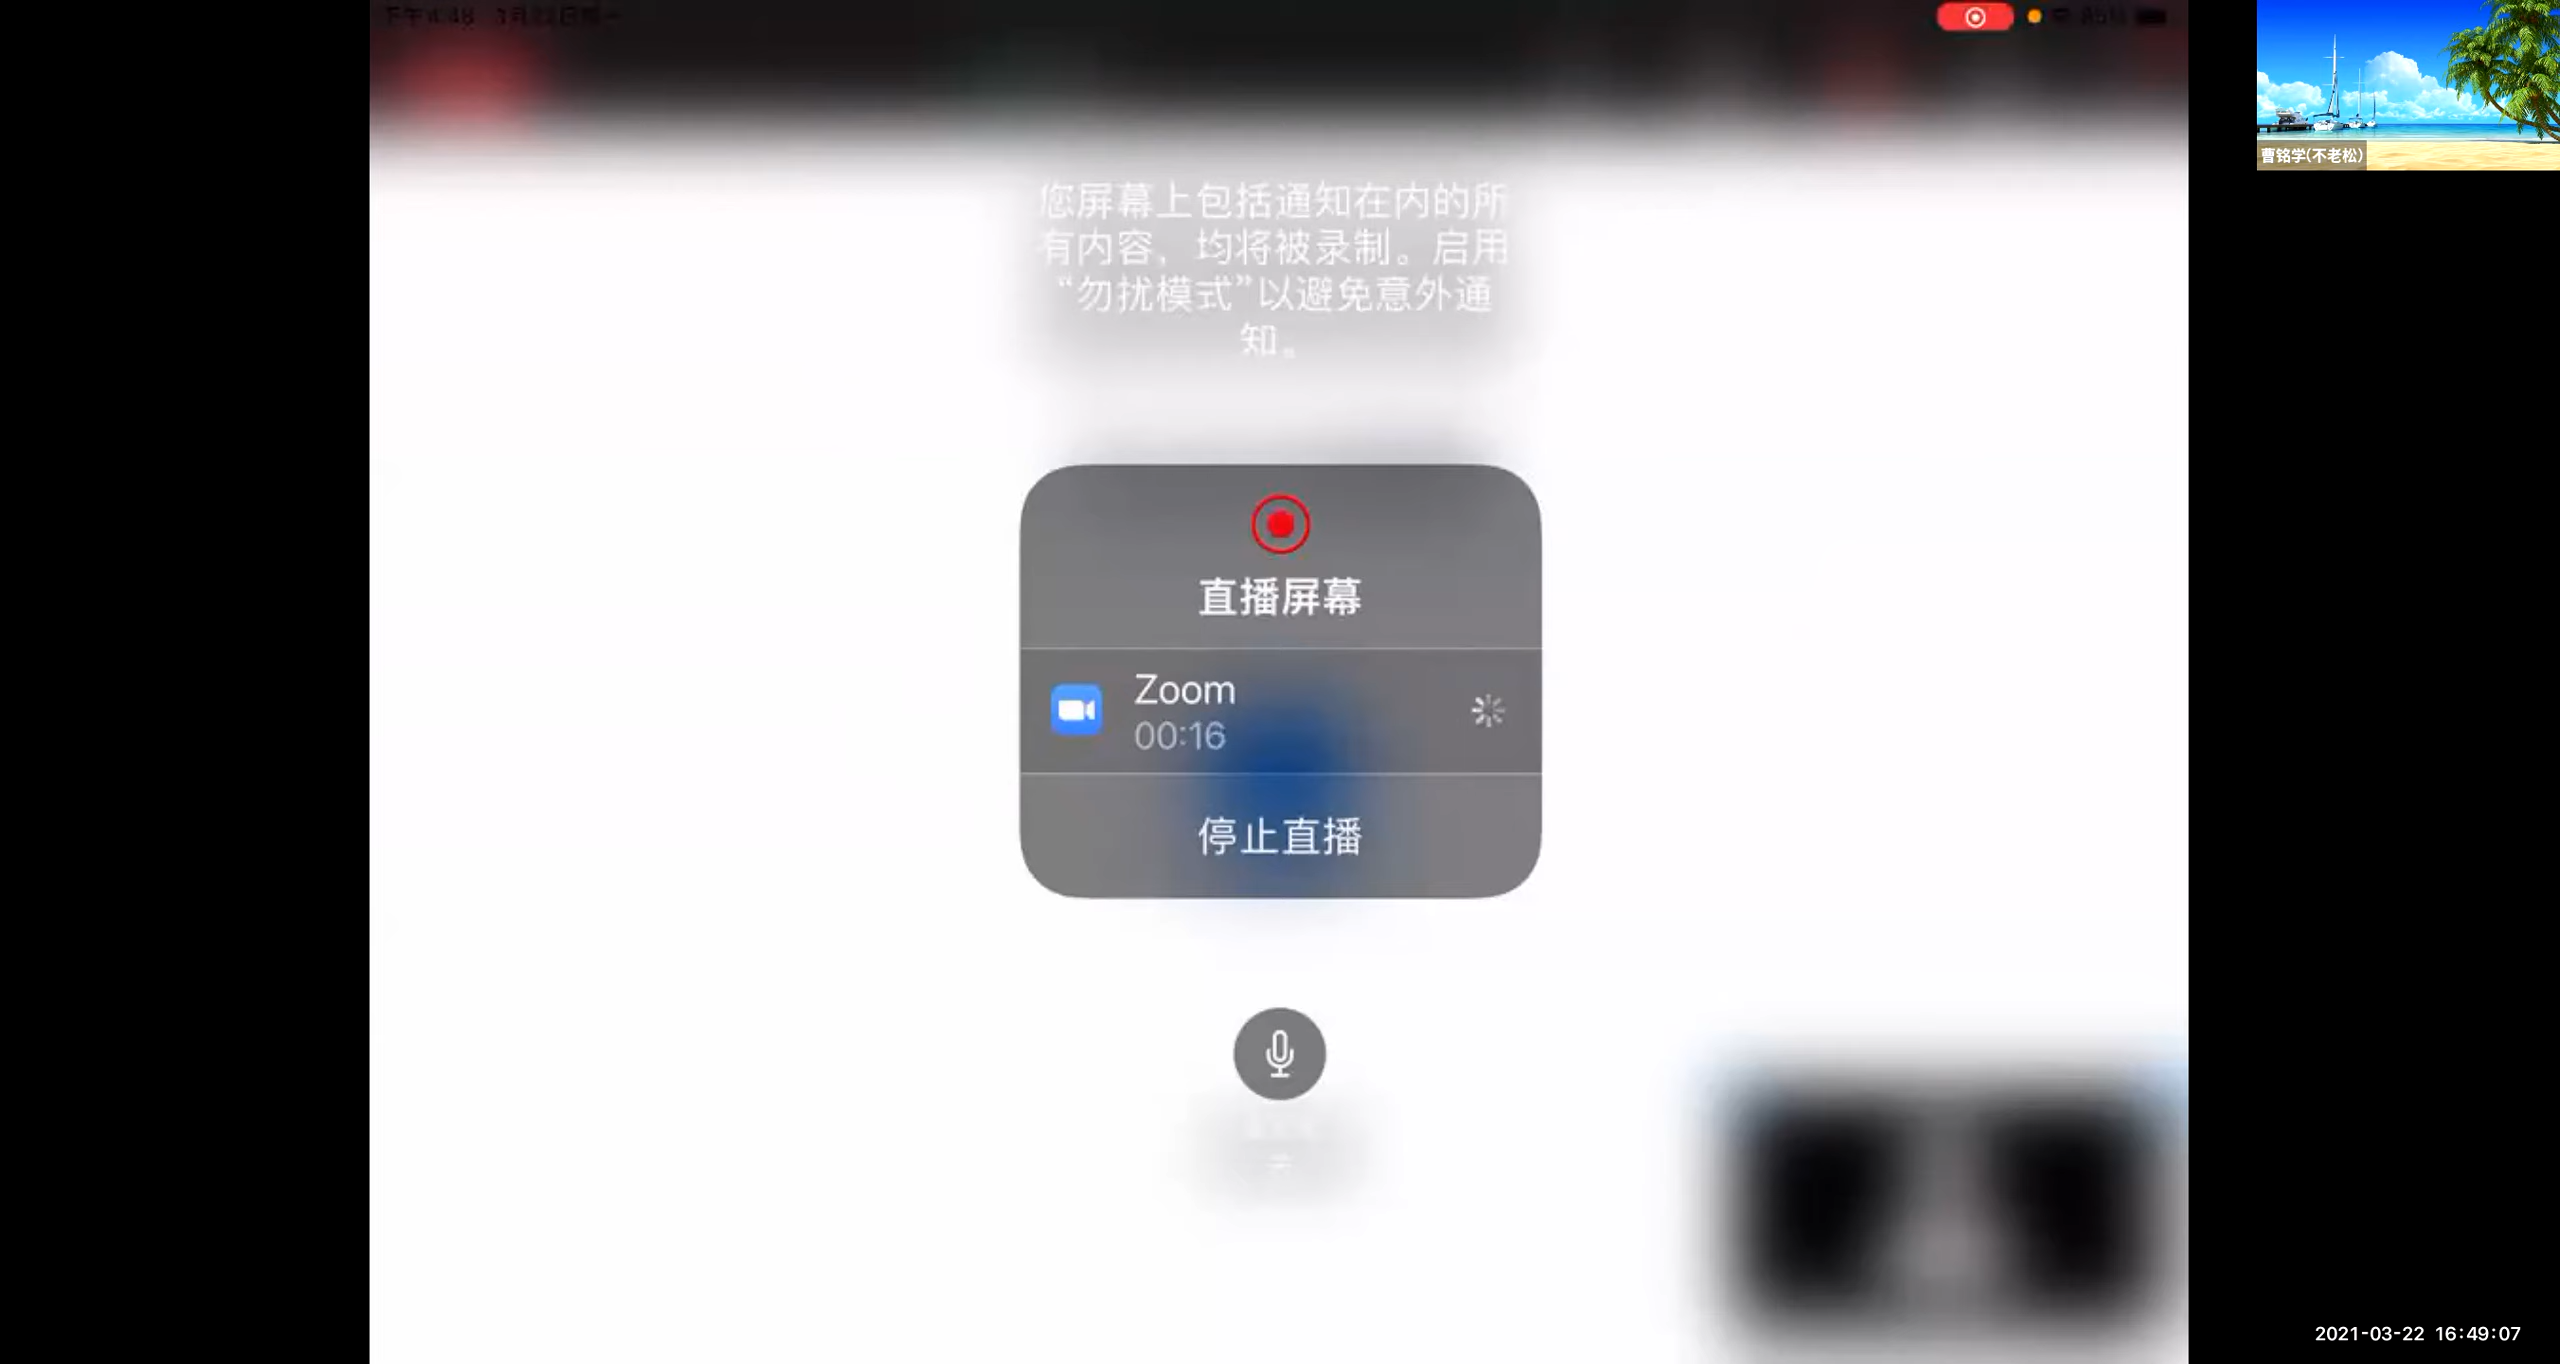 曹铭学(不老松)
您屏幕上包括通知在内的所
有内容，均将被录制。启用
“勿扰模式”以避免意外通
知。
直播屏幕
Zoom
00:16
停止直播
2021-03-22 16:49:07